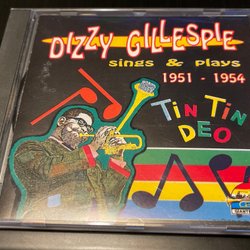 DIZZY GILLESPIE
sings & plays
1951 - 1954
TIN TIN
DEO